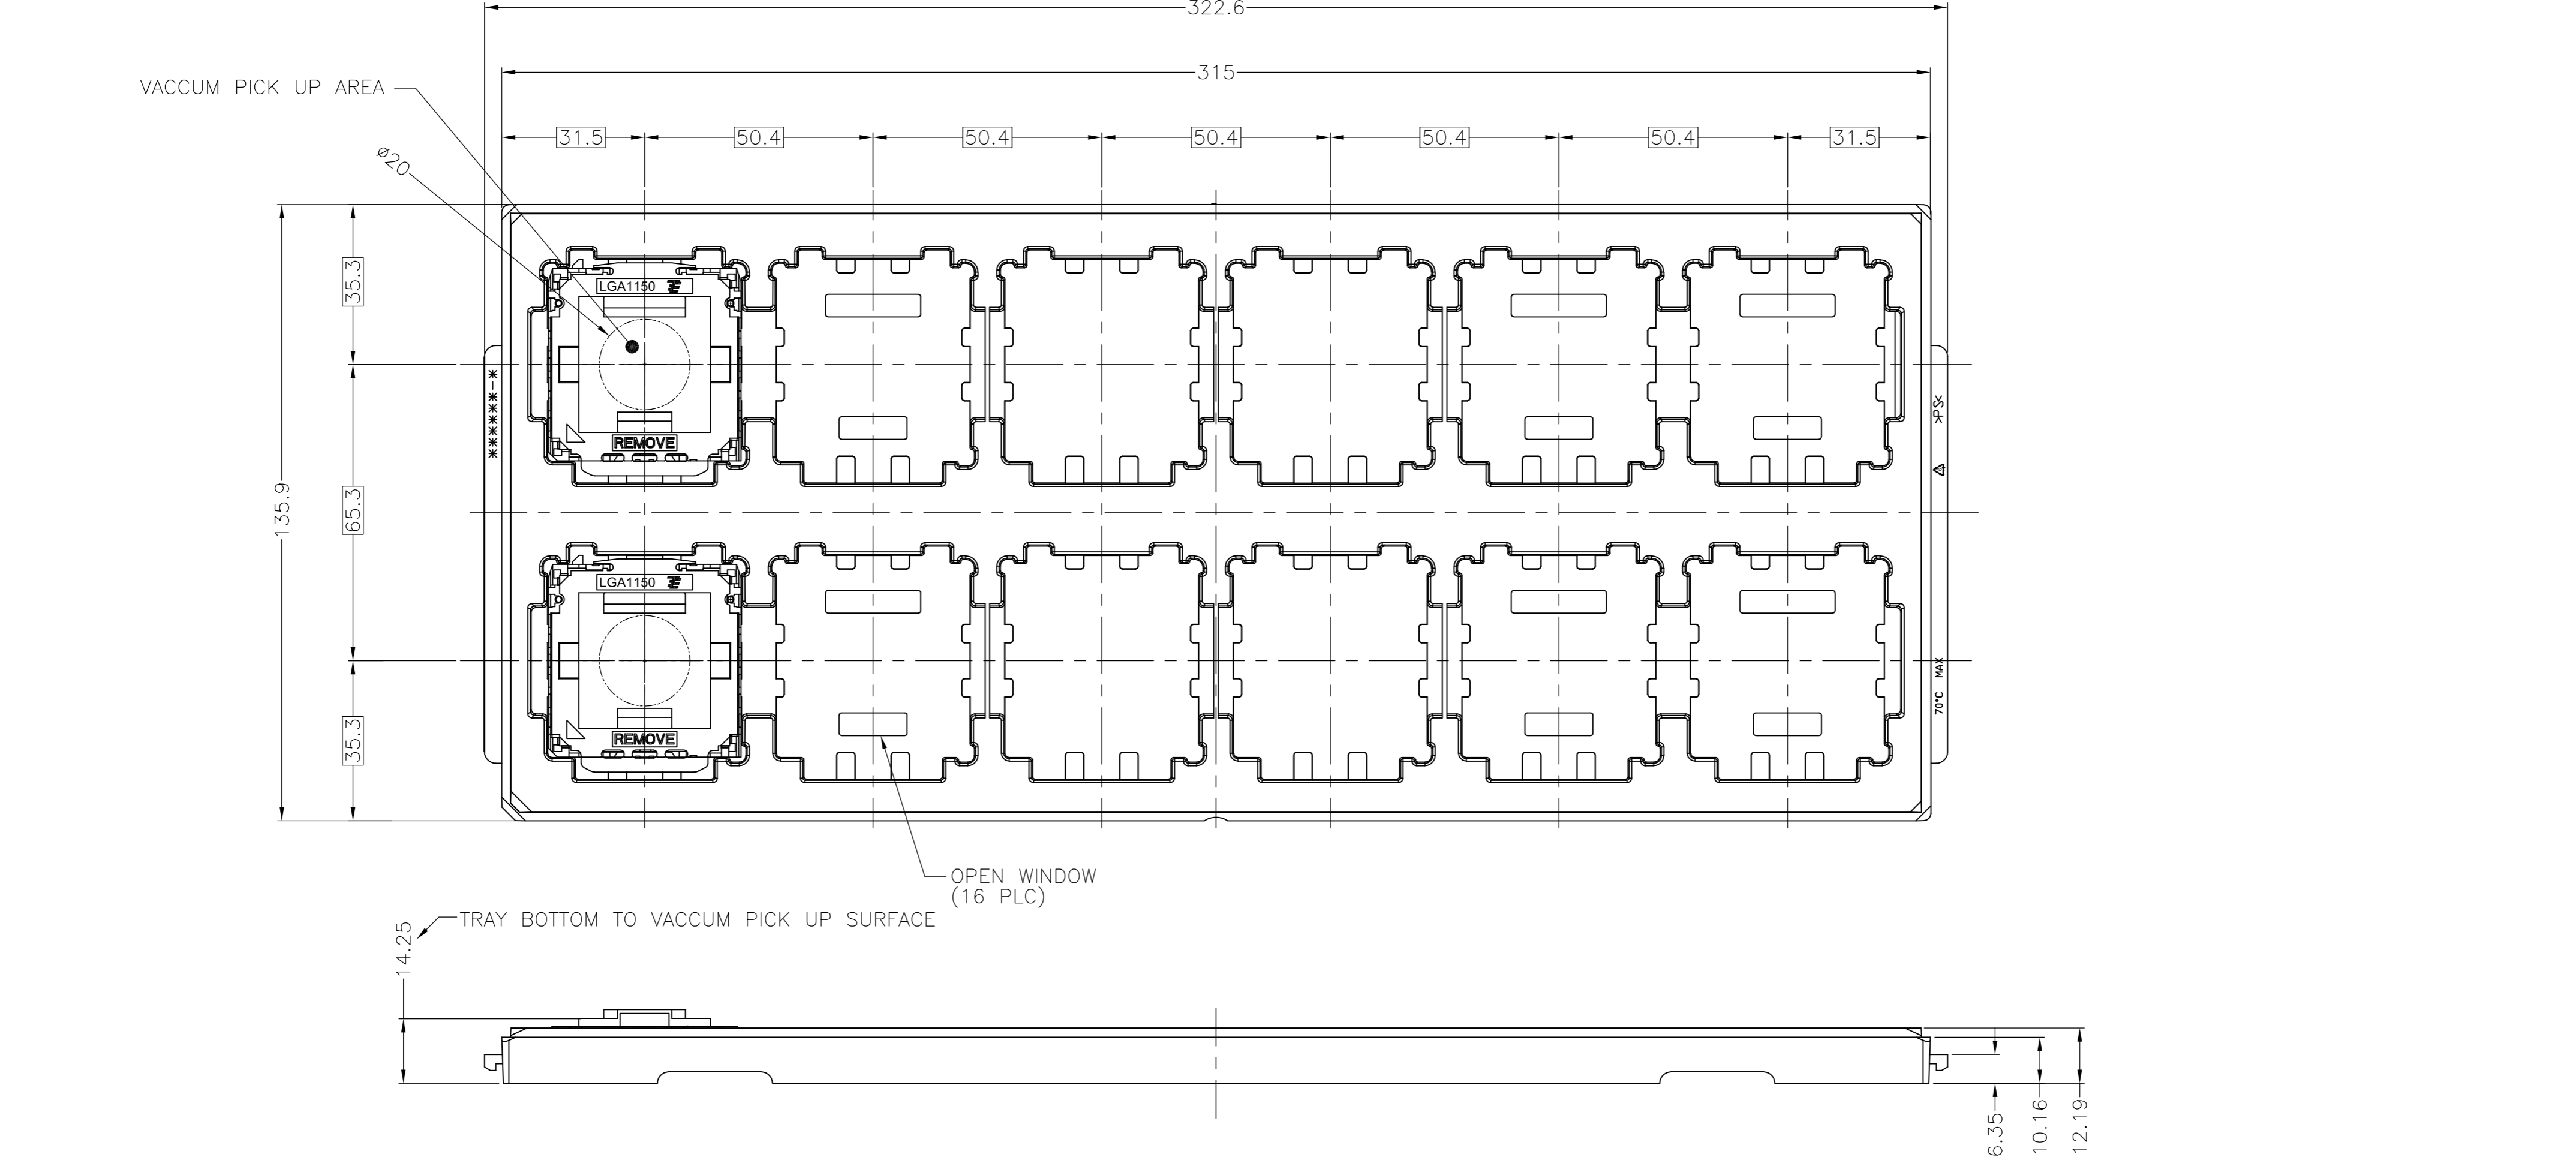 322.6
315
VACCUM PICK UP AREA
31.5
50.4
50.4
50.4
50.4
50.4
31.5
ø20
35.3
65.3
35.3
135.9
LGA1150
REMOVE
LGA1150
REMOVE
*-******
>PS<
70°C MAX
OPEN WINDOW
(16 PLC)
TRAY BOTTOM TO VACCUM PICK UP SURFACE
14.25
6.35
10.16
12.19